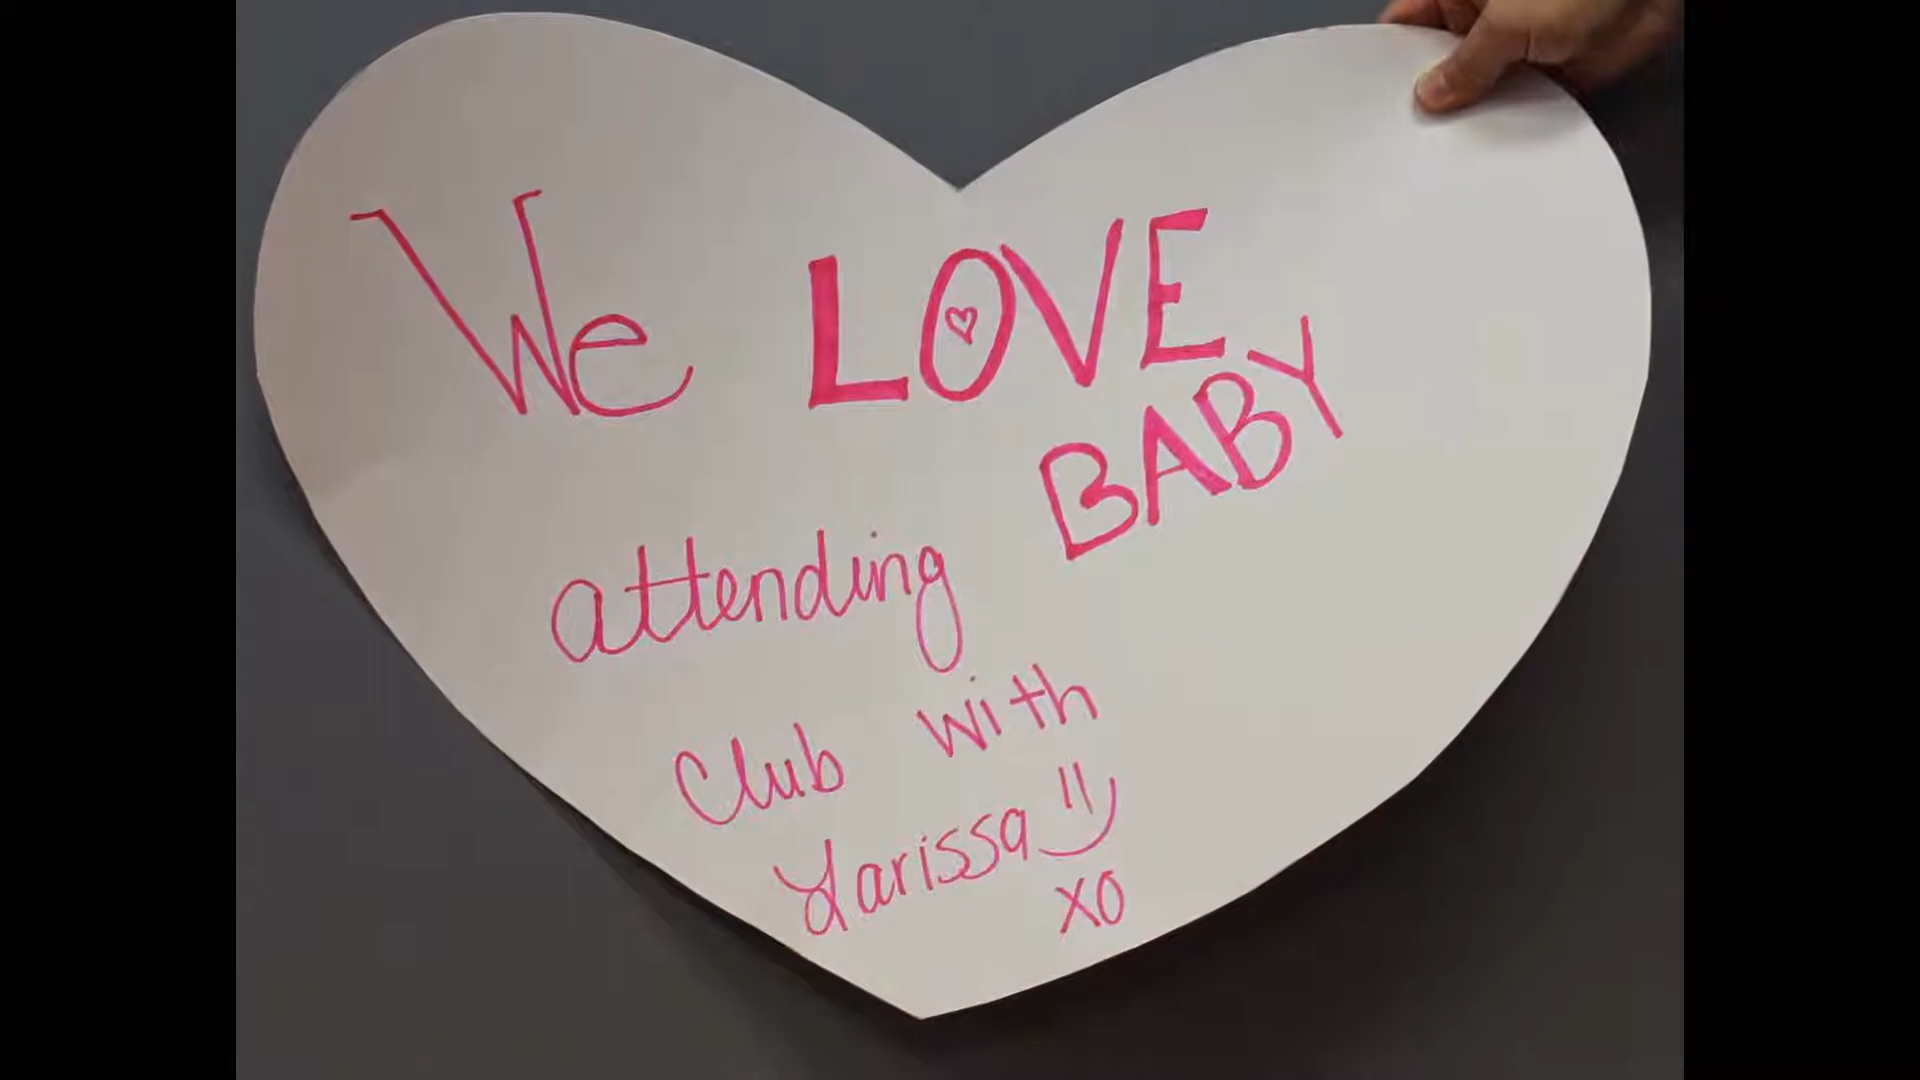 We LOVE
attending BABY
Club with
Larissa =)
XO